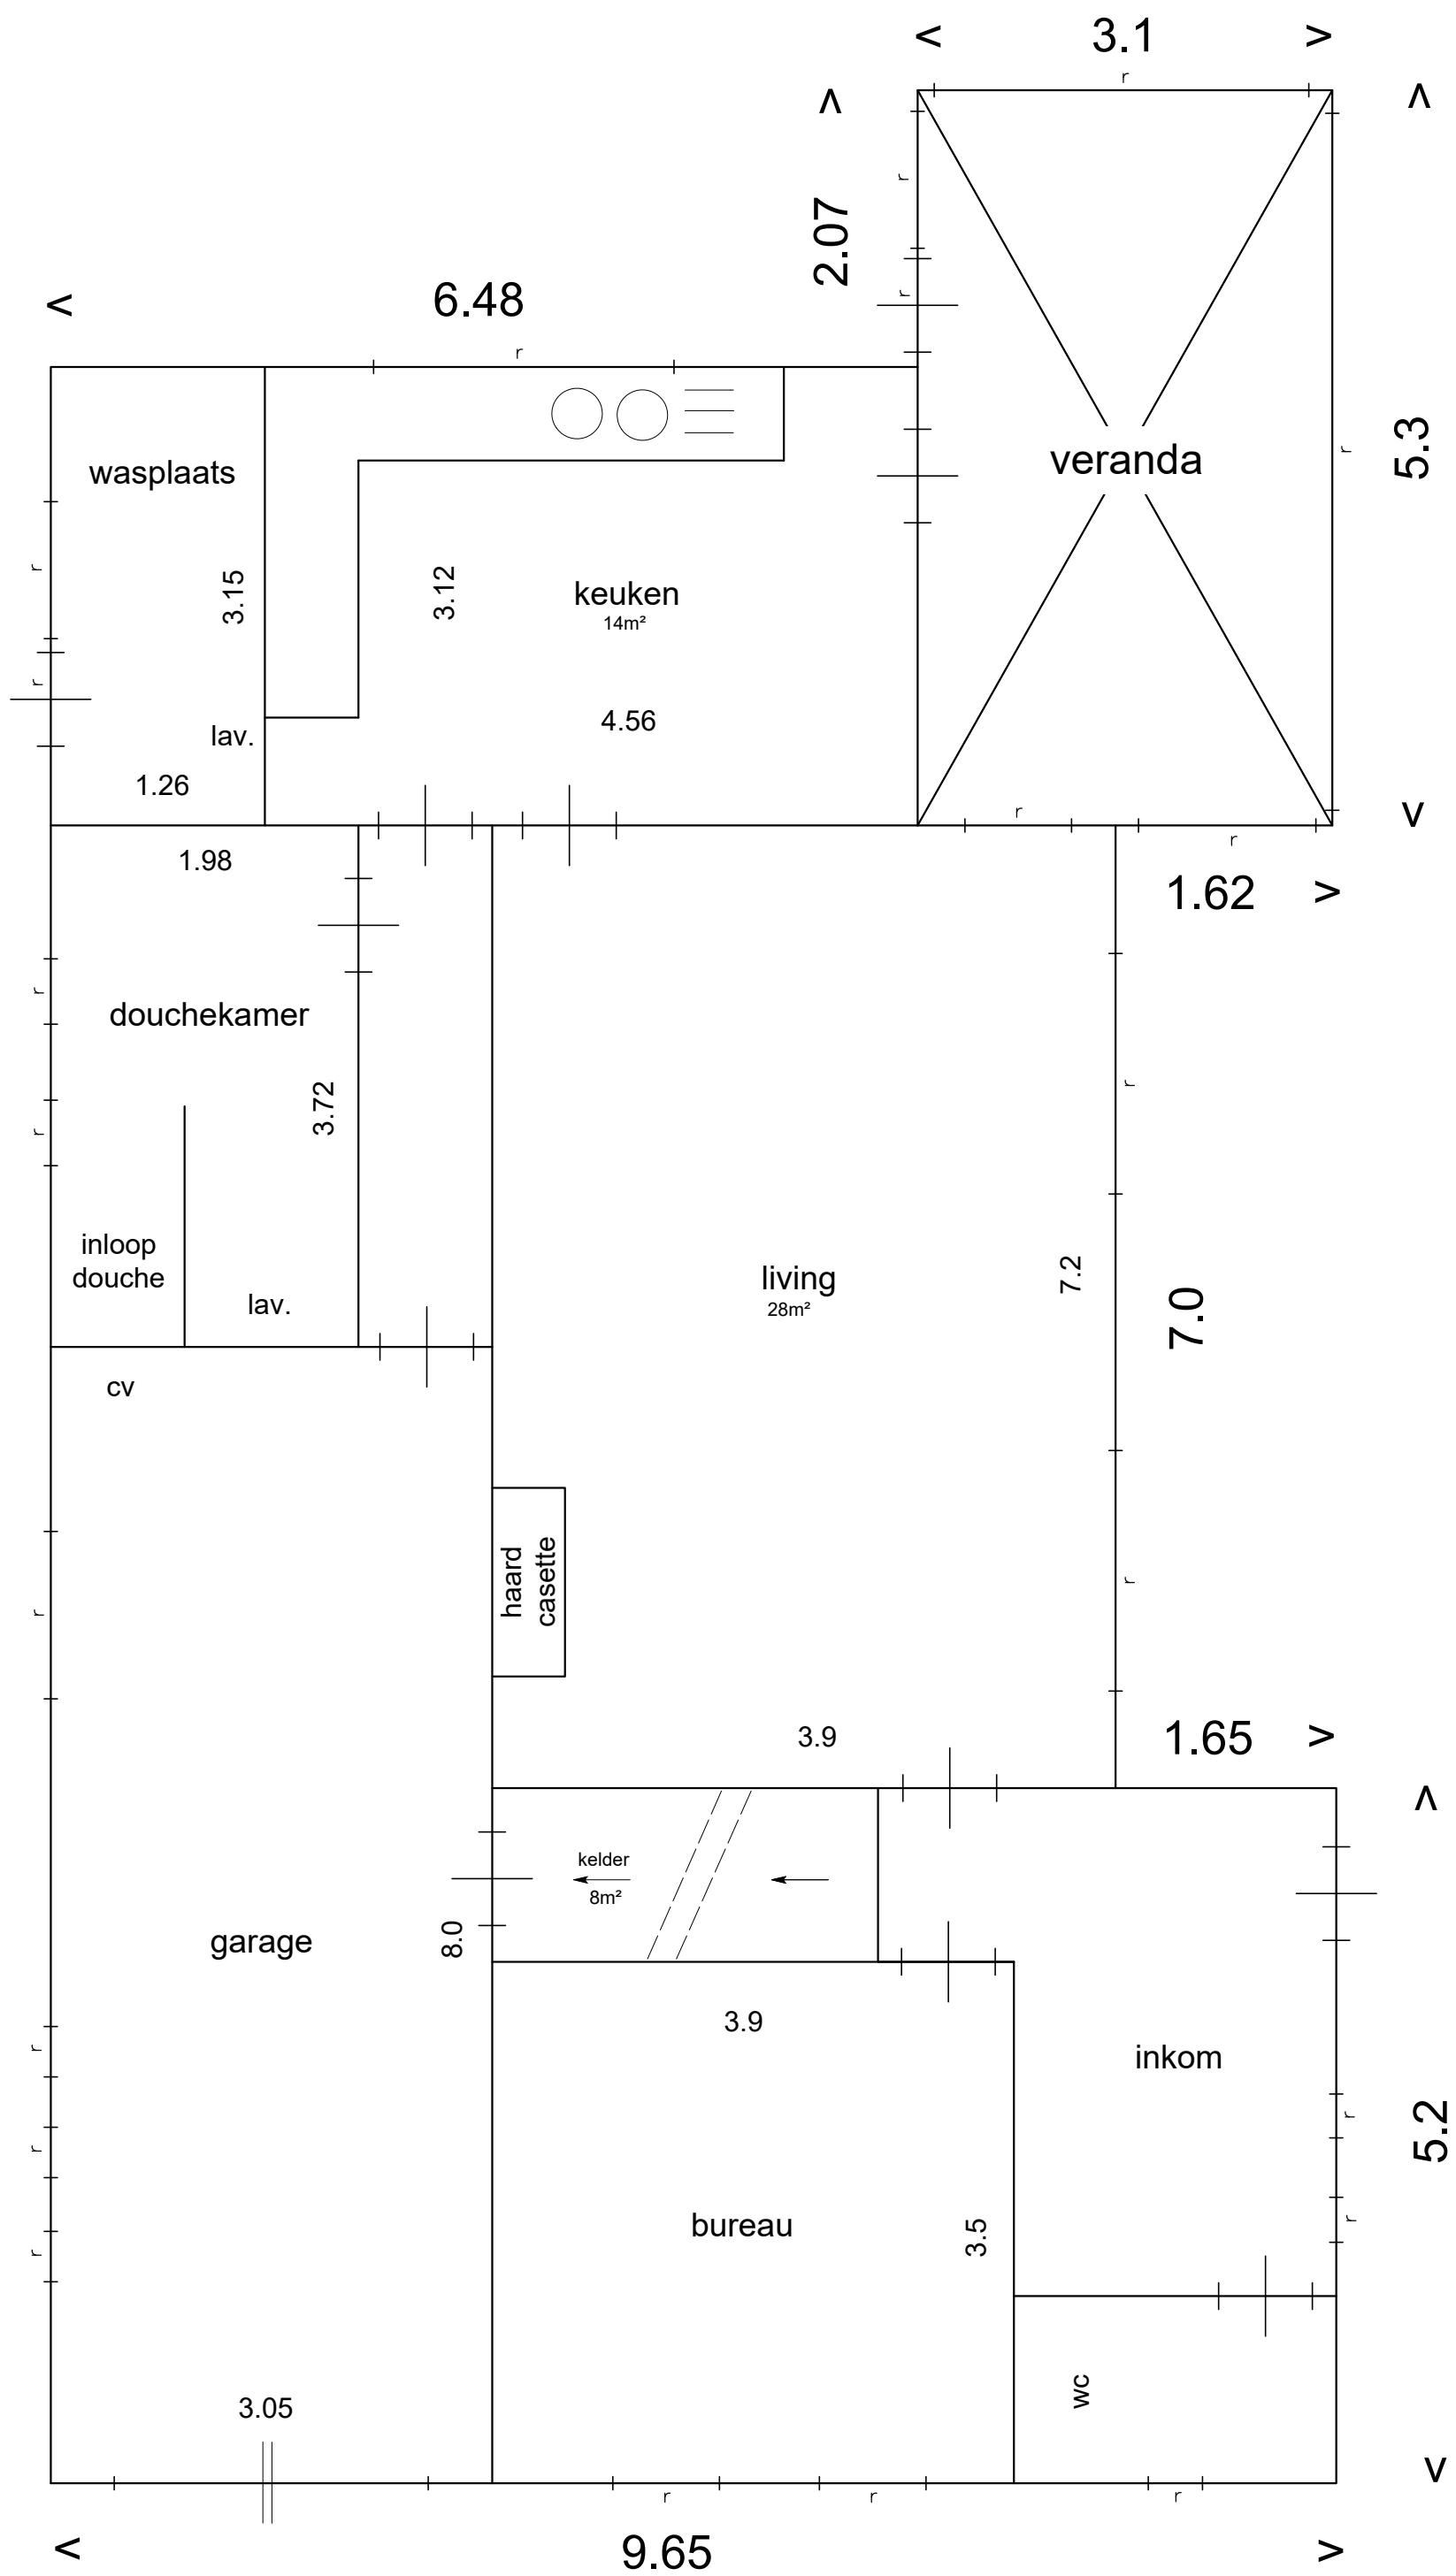 < 3.1 >
r
<
>
2.07
r
r
< 6.48
r
wasplaats
veranda
r
5.3
r
3.15
3.12
keuken
14m²
r
4.56
lav.
1.26
<
r
r
1.98
1.62 >
r
douchekamer
r
3.72
r
inloop
douche
lav.
living
28m²
7.2
7.0
cv
haard
casette
r
r
3.9
1.65 >
>
kelder
8m²
8.0
garage
3.9
inkom
r
r
5.2
r
r
bureau
3.5
r
r
wc
3.05
<
r
r
r
< 9.65 >